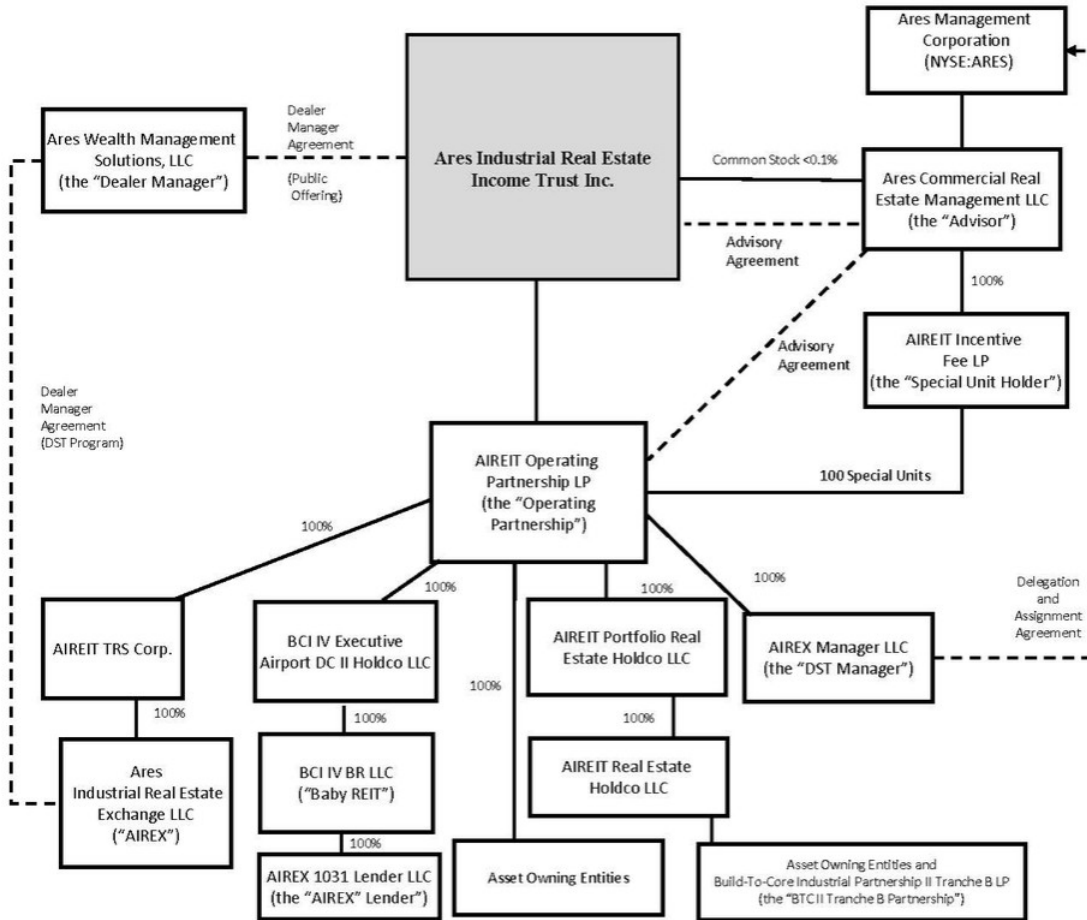 Ares Management
Corporation
(NYSE:ARES)
Dealer
Manager
Agreement
{Public
Offering}
Ares Wealth Management
Solutions, LLC
(the “Dealer Manager”)
Ares Industrial Real Estate
Income Trust Inc.
Common Stock <0.1%
Ares Commercial Real
Estate Management LLC
(the “Advisor”)
Advisory
Agreement
100%
Advisory
Agreement
AIREIT Incentive
Fee LP
(the “Special Unit Holder”)
Dealer
Manager
Agreement
{DST Program}
AIREIT Operating
Partnership LP
(the “Operating
Partnership”)
100 Special Units
100%
100%
100%
100%
100%
Delegation
and
Assignment
Agreement
AIREIT TRS Corp.
BCI IV Executive
Airport DC II Holdco LLC
AIREIT Portfolio Real
Estate Holdco LLC
AIREX Manager LLC
(the “DST Manager”)
100%
100%
100%
Ares
Industrial Real Estate
Exchange LLC
(“AIREX”)
BCI IV BR LLC
(“Baby REIT”)
AIREIT Real Estate
Holdco LLC
100%
AIREX 1031 Lender LLC
(the “AIREX” Lender”)
Asset Owning Entities
Asset Owning Entities and
Build-To-Core Industrial Partnership II Tranche B LP
(the “BTC II Tranche B Partnership”)